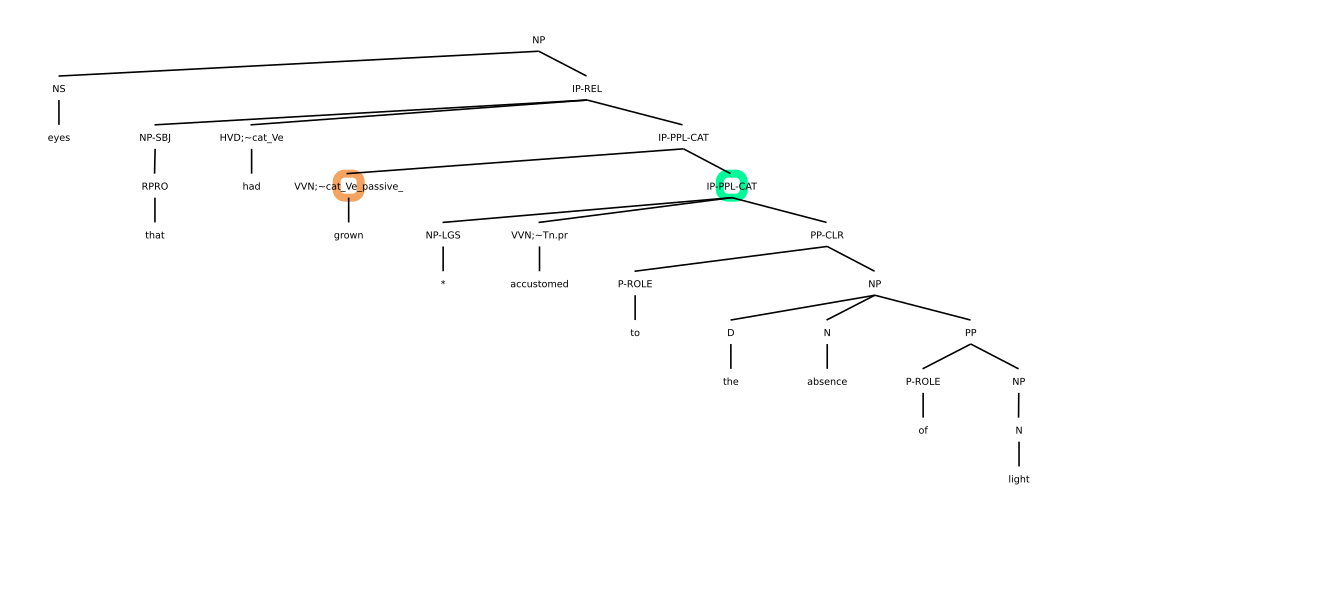 NP
NS IP-REL
eyes NP-SBJ HVD;~cat_Ve IP-PPL-CAT
RPRO had VVN;~cat_Ve_passive_ IP-PPL-CAT
that grown NP-LGS VVN;~Tn.pr PP-CLR
* accustomed P-ROLE NP
to D N PP
the absence P-ROLE NP
of N
light